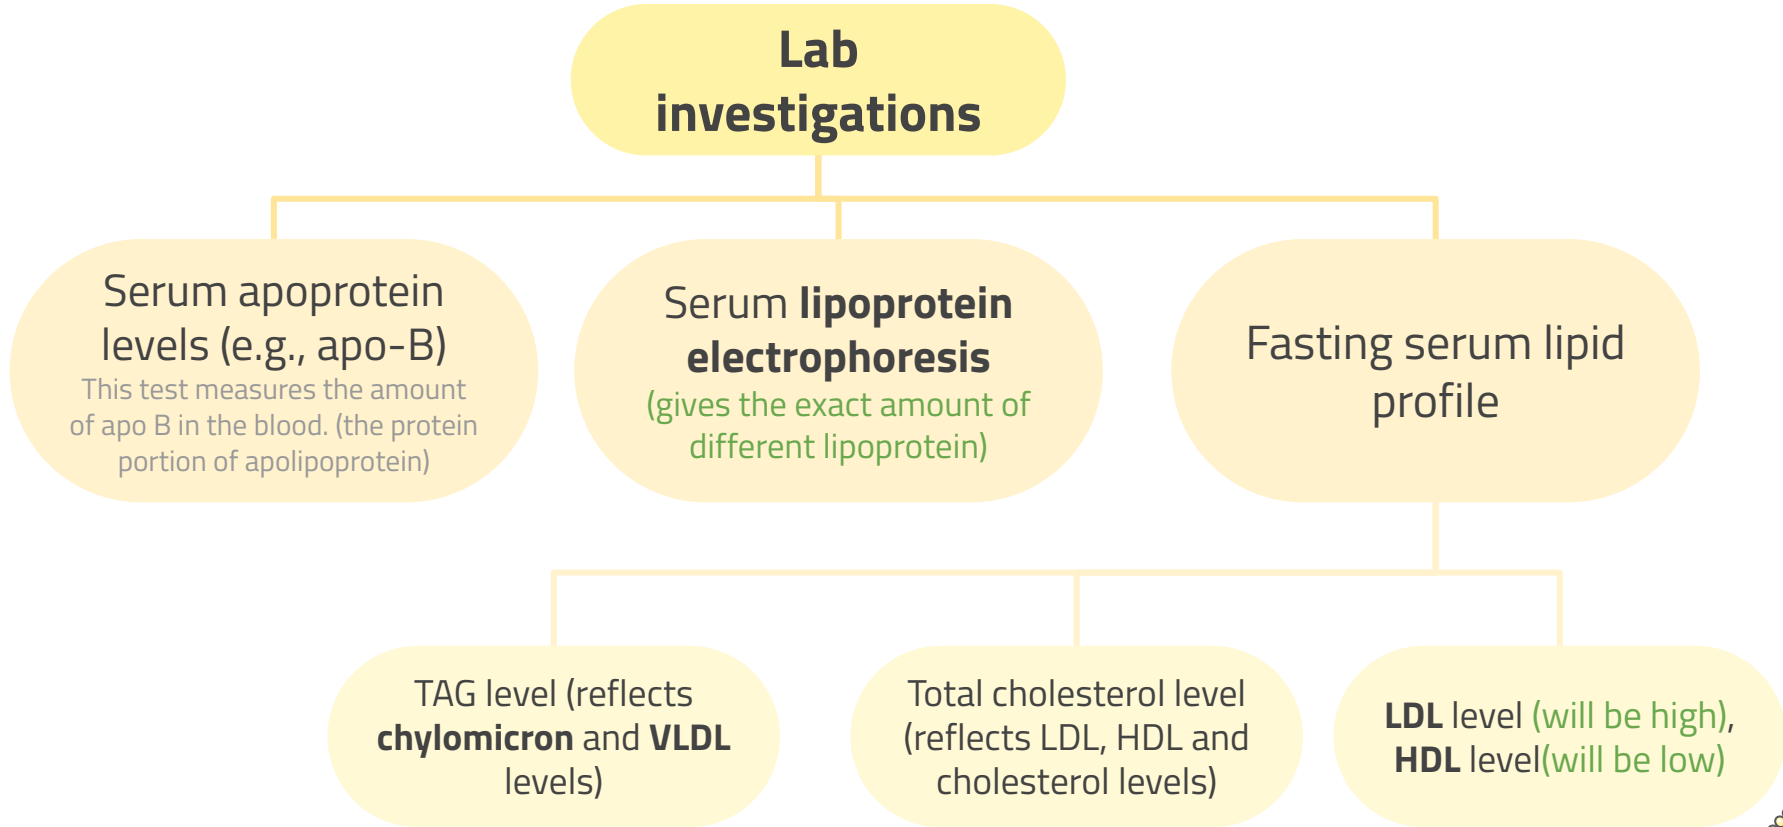 Lab
investigations
Serum apoprotein
levels (e.g., apo-B)
This test measures the amount
of apo B in the blood. (the protein
portion of apolipoprotein)
Serum lipoprotein
electrophoresis
(gives the exact amount of
different lipoprotein)
Fasting serum lipid
profile
TAG level (reflects
chylomicron and VLDL
levels)
Total cholesterol level
(reflects LDL, HDL and
cholesterol levels)
LDL level (will be high),
HDL level(will be low)